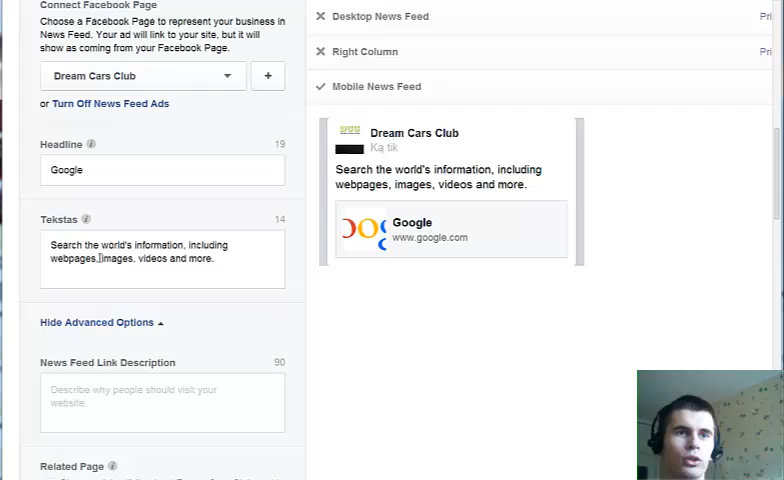 Connect Facebook Page
Choose a Facebook Page to represent your business in
News Feed. Your ad will link to your site, but it will
show as coming from your Facebook Page.
Dream Cars Club
+
or Turn Off News Feed Ads
Headline 19
Google
Tekstas 14
Search the world's information, including
webpages, images, videos and more.
Hide Advanced Options
News Feed Link Description 90
Describe why people should visit your
website.
Related Page
Desktop News Feed
Pri
Right Column
Pri
Mobile News Feed
Dream Cars Club
Ką tik
Search the world's information, including
webpages, images, videos and more.
Google
www.google.com